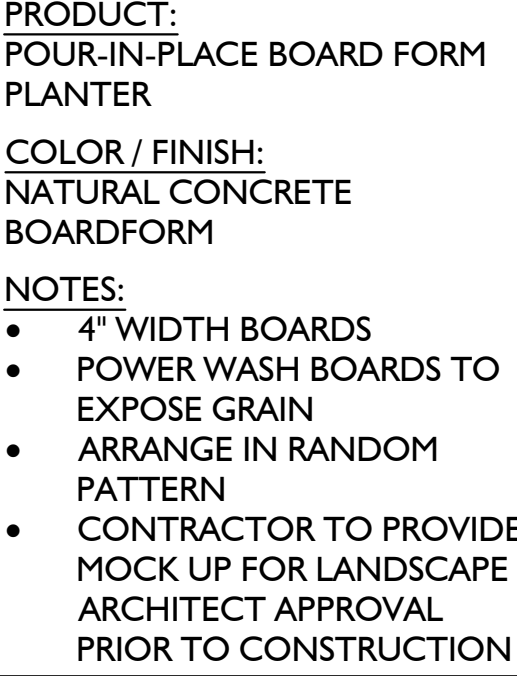 PRODUCT:
POUR-IN-PLACE BOARD FORM
PLANTER
COLOR / FINISH:
NATURAL CONCRETE
BOARDFORM
NOTES:
• 4" WIDTH BOARDS
• POWER WASH BOARDS TO
EXPOSE GRAIN
• ARRANGE IN RANDOM
PATTERN
• CONTRACTOR TO PROVIDE
MOCK UP FOR LANDSCAPE
ARCHITECT APPROVAL
PRIOR TO CONSTRUCTION